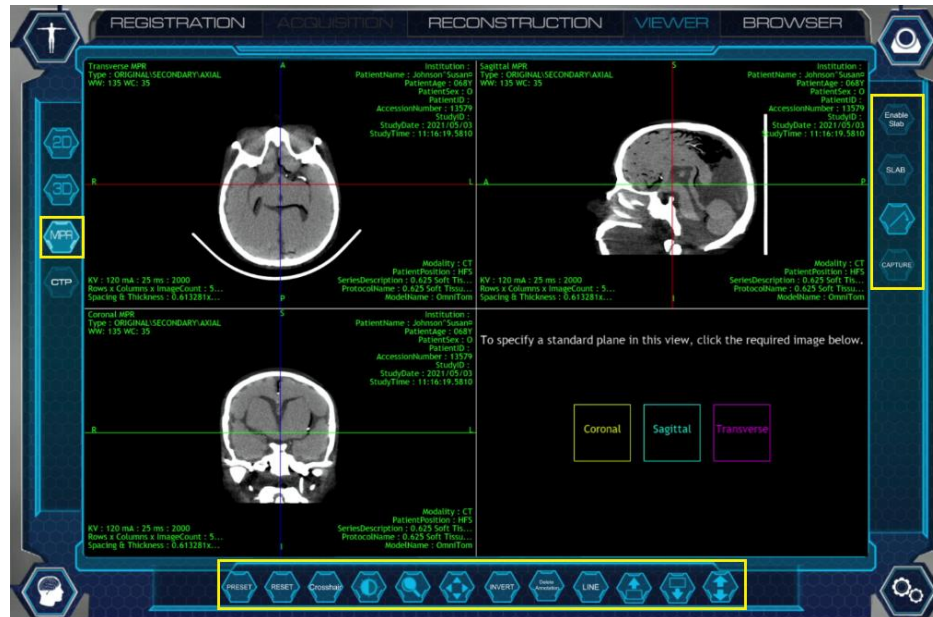 REGISTRATION ACQUISITION RECONSTRUCTION VIEWER BROWSER
Transverse MPR
Type : ORIGINAL\SECONDARY\AXIAL
WW: 135 WC: 35
A
Institution :
PatientName : Johnson^Susan¤
PatientAge : 068Y
PatientSex : O
PatientID :
AccessionNumber : 13579
StudyID :
StudyDate : 2021/05/03
StudyTime : 11:16:19.5810
R
L
KV : 120 mA : 25 ms : 2000
Rows x Columns x ImageCount : 5...
Spacing & Thickness : 0.613281x...
P
Modality : CT
PatientPosition : HFS
SeriesDescription : 0.625 Soft Tis...
ProtocolName : 0.625 Soft Tissu...
ModelName : OmniTom
Sagittal MPR
Type : ORIGINAL\SECONDARY\AXIAL
WW: 135 WC: 35
S
Institution :
PatientName : Johnson^Susan¤
PatientAge : 068Y
PatientSex : O
PatientID :
AccessionNumber : 13579
StudyID :
StudyDate : 2021/05/03
StudyTime : 11:16:19.5810
A
P
KV : 120 mA : 25 ms : 2000
Rows x Columns x ImageCount : 5...
Spacing & Thickness : 0.613281x...
I
Modality : CT
PatientPosition : HFS
SeriesDescription : 0.625 Soft Tis...
ProtocolName : 0.625 Soft Tissu...
ModelName : OmniTom
Coronal MPR
Type : ORIGINAL\SECONDARY\AXIAL
WW: 135 WC: 35
S
Institution :
PatientName : Johnson^Susan¤
PatientAge : 068Y
PatientSex : O
PatientID :
AccessionNumber : 13579
StudyID :
StudyDate : 2021/05/03
StudyTime : 11:16:19.5810
R
L
KV : 120 mA : 25 ms : 2000
Rows x Columns x ImageCount : 5...
Spacing & Thickness : 0.613281x...
I
Modality : CT
PatientPosition : HFS
SeriesDescription : 0.625 Soft Tis...
ProtocolName : 0.625 Soft Tissu...
ModelName : OmniTom
To specify a standard plane in this view, click the required image below.
Coronal Sagittal Transverse
2D
3D
MPR
CTP
Enable
Slab
SLAB
CAPTURE
PRESET RESET Crosshair INVERT Delete Annotation LINE